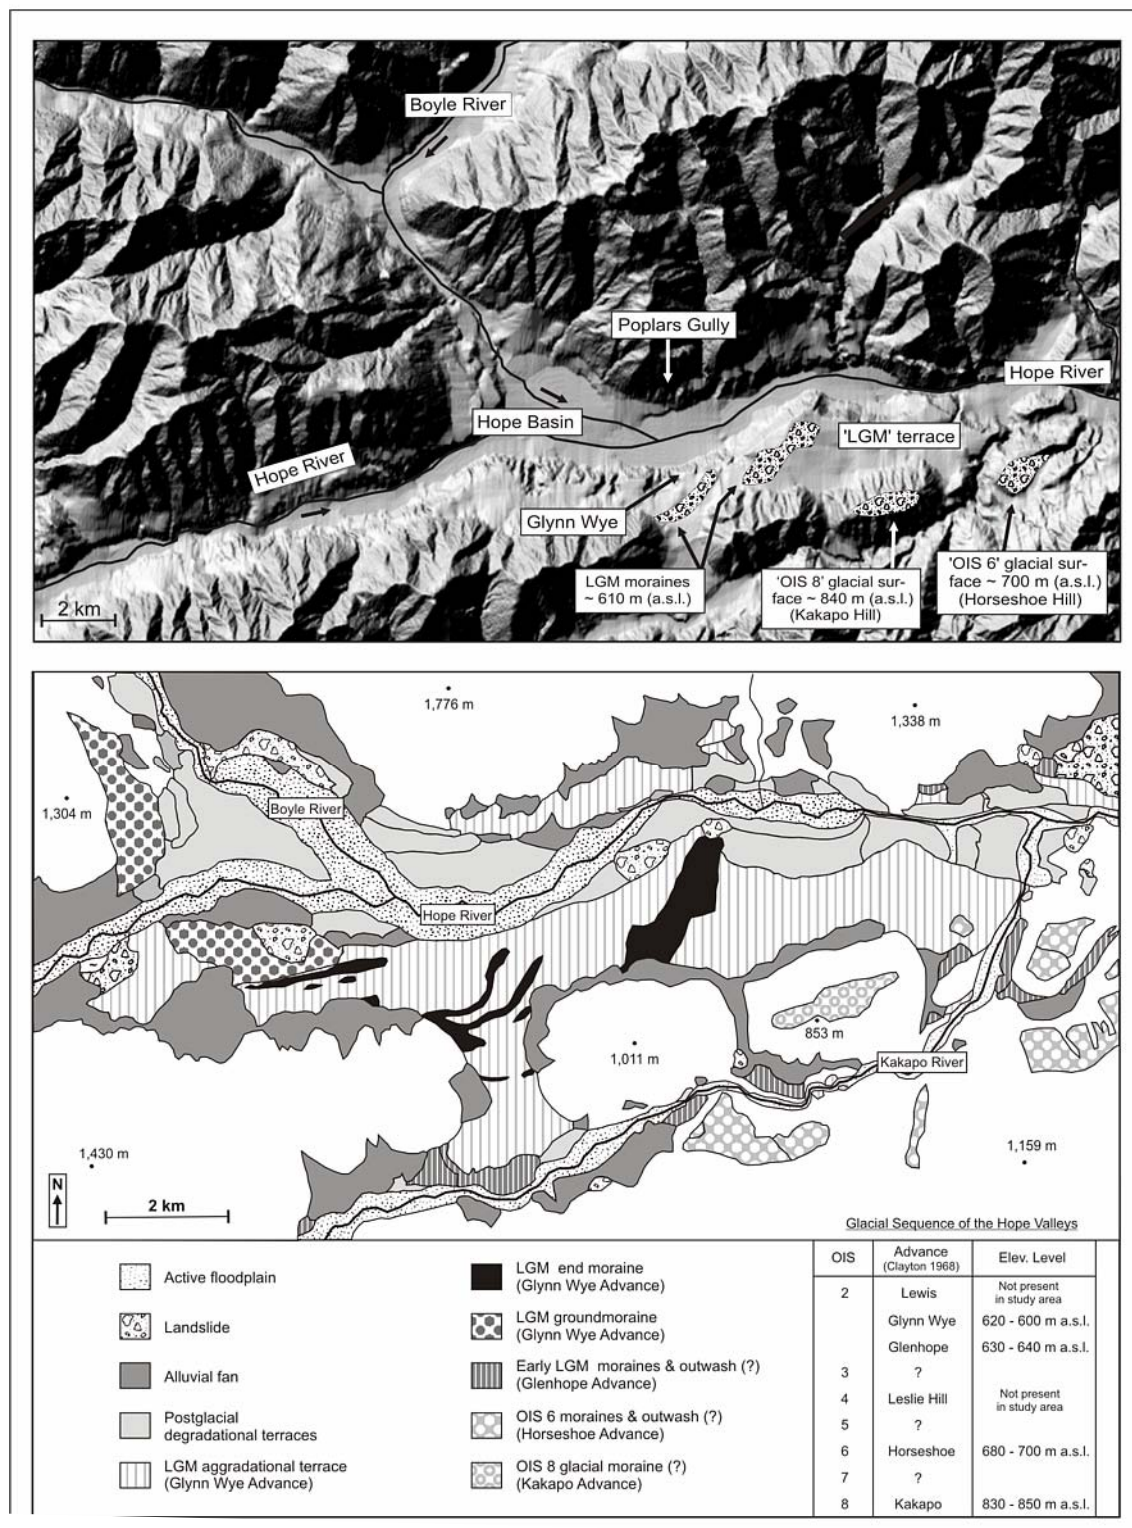 Boyle River
Poplars Gully
Hope River
Hope Basin
'LGM' terrace
Hope River
Glynn Wye
LGM moraines
~ 610 m (a.s.l.)
'OIS 8' glacial sur-
face ~ 840 m (a.s.l.)
(Kakapo Hill)
'OIS 6' glacial sur-
face ~ 700 m (a.s.l.)
(Horseshoe Hill)
2 km
1,776 m
1,338 m
1,304 m
Boyle River
Hope River
853 m
1,011 m
Kakapo River
1,430 m
1,159 m
N
2 km
Glacial Sequence of the Hope Valleys
Active floodplain
Landslide
Alluvial fan
Postglacial
degradational terraces
LGM aggradational terrace
(Glynn Wye Advance)
LGM end moraine
(Glynn Wye Advance)
LGM groundmoraine
(Glynn Wye Advance)
Early LGM moraines & outwash (?)
(Glenhope Advance)
OIS 6 moraines & outwash (?)
(Horseshoe Advance)
OIS 8 glacial moraine (?)
(Kakapo Advance)
OIS Advance (Clayton 1968) Elev. Level
2 Lewis Not present in study area
Glynn Wye 620 - 600 m a.s.l.
Glenhope 630 - 640 m a.s.l.
3 ?
4 Leslie Hill Not present in study area
5 ?
6 Horseshoe 680 - 700 m a.s.l.
7 ?
8 Kakapo 830 - 850 m a.s.l.